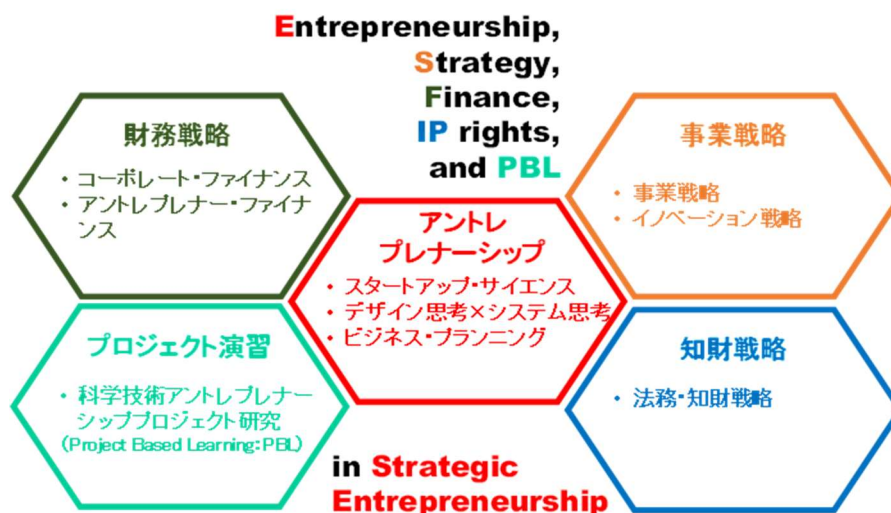 Entrepreneurship,
Strategy,
Finance,
IP rights,
and PBL
財務戦略
・コーポレート・ファイナンス
・アントレプレナー・ファイナ
ンス
事業戦略
・事業戦略
・イノベーション戦略
アントレ
プレナーシップ
・スタートアップ・サイエンス
・デザイン思考×システム思考
・ビジネス・プランニング
プロジェクト演習
・科学技術アントレプレナー
シッププロジェクト研究
(Project Based Learning:PBL)
知財戦略
・法務・知財戦略
in Strategic
Entrepreneurship